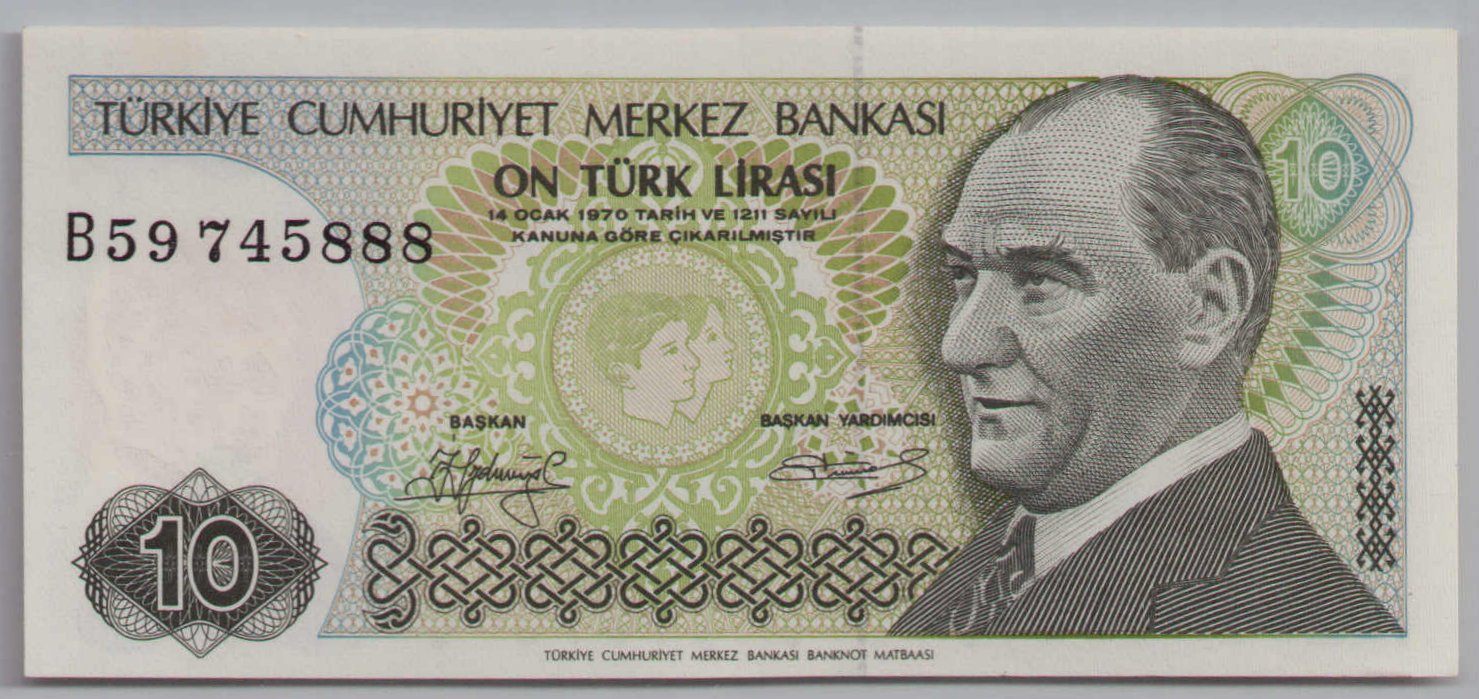 TÜRKİYE CUMHURİYET MERKEZ BANKASI
10
ON TÜRK LİRASI
14 OCAK 1970 TARİH VE 1211 SAYILI
KANUNA GÖRE ÇIKARILMIŞTIR
B59 745888
BAŞKAN
BAŞKAN YARDIMCISI
10
TÜRKİYE CUMHURİYET MERKEZ BANKASI BANKNOT MATBAASI